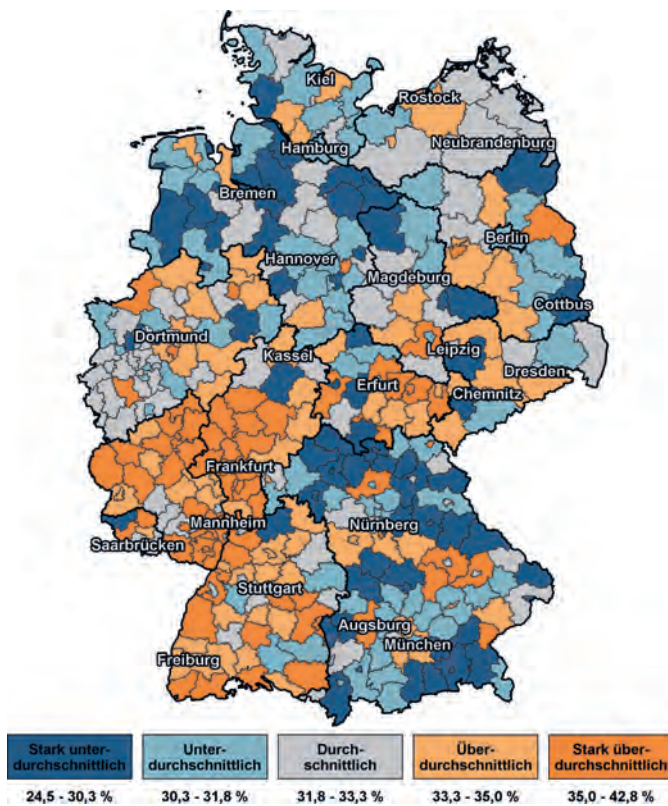 Kiel
Rostock
Hamburg
Neubrandenburg
Bremen
Berlin
Hannover
Magdeburg
Cottbus
Dortmund
Kassel
Leipzig
Dresden
Erfurt
Chemnitz
Frankfurt
Mannheim
Nürnberg
Saarbrücken
Stuttgart
Augsburg
München
Freiburg
Stark unter-
durchschnittlich
Unter-
durchschnittlich
Durch-
schnittlich
Über-
durchschnittlich
Stark über-
durchschnittlich
24,5 - 30,3 %
30,3 - 31,8 %
31,8 - 33,3 %
33,3 - 35,0 %
35,0 - 42,8 %